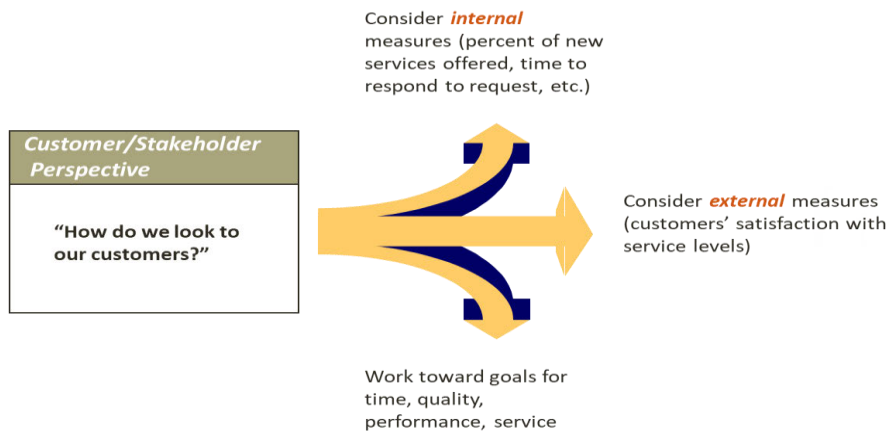 Consider internal
measures (percent of new
services offered, time to
respond to request, etc.)
Customer/Stakeholder
Perspective
“How do we look to
our customers?”
Consider external measures
(customers’ satisfaction with
service levels)
Work toward goals for
time, quality,
performance, service